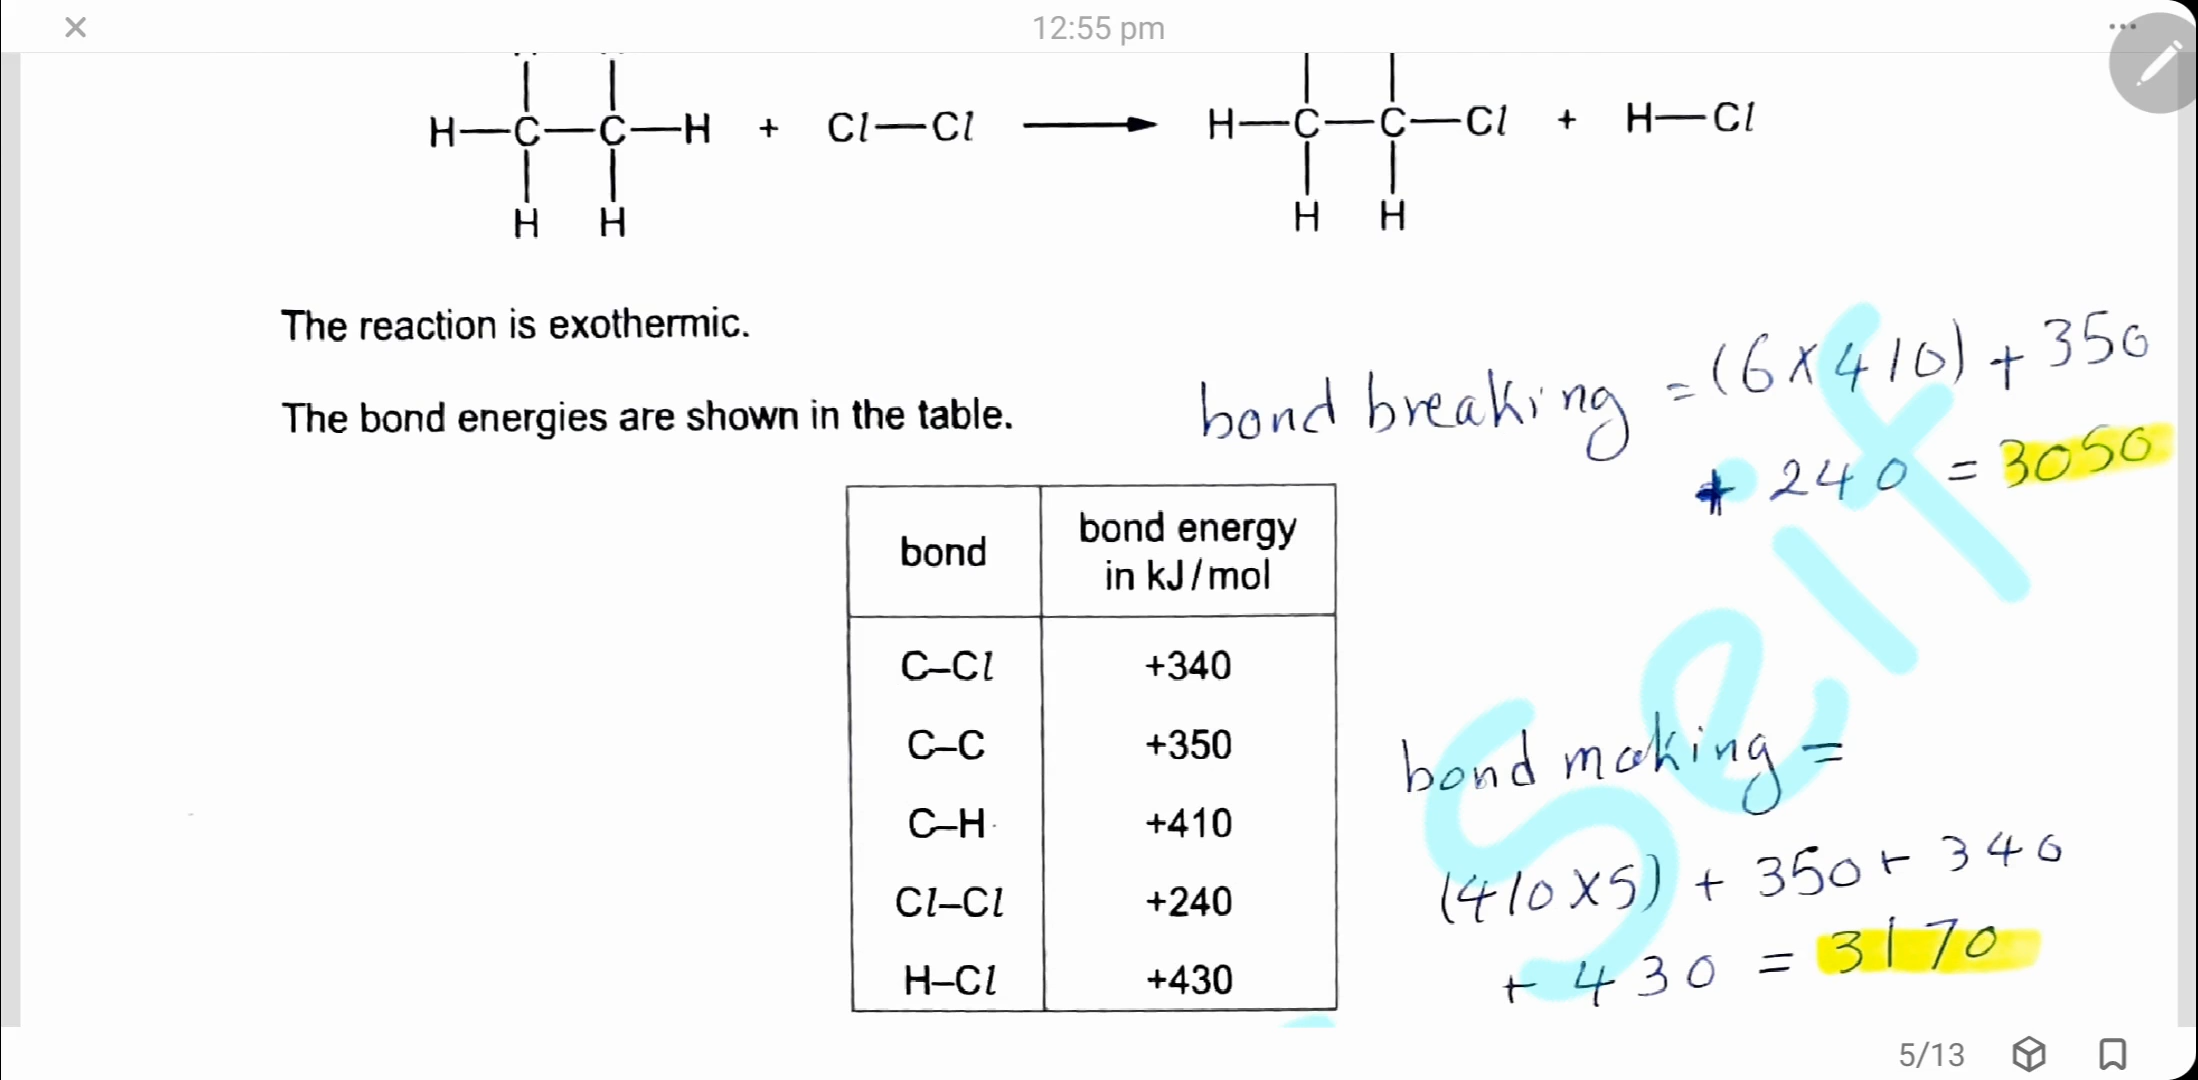 12:55 pm
H—C—C—H + Cl—Cl ⟶ H—C—C—Cl + H—Cl
H H H H
The reaction is exothermic.
bond breaking = (6 x 410) + 350
The bond energies are shown in the table.
+ 240 = 3050
bond bond energy in kJ/mol
C–Cl +340
C–C +350
bond making =
C–H +410
(410 x 5) + 350 + 340
Cl–Cl +240
+ 430 = 3170
H–Cl +430
Self
5/13